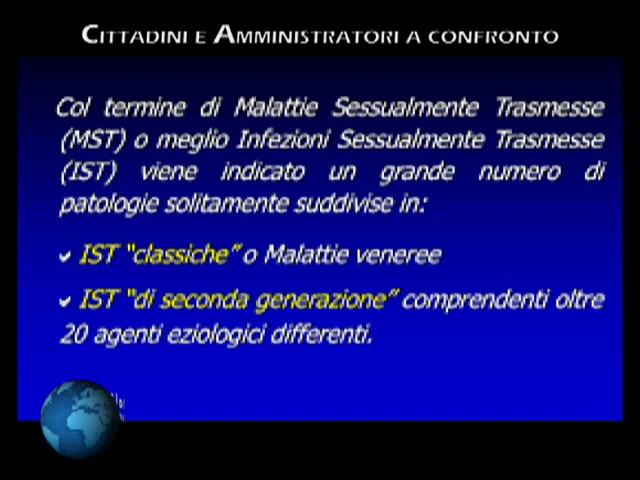 CITTADINI E AMMINISTRATORI A CONFRONTO
Col termine di Malattie Sessualmente Trasmesse
(MST) o meglio Infezioni Sessualmente Trasmesse
(IST) viene indicato un grande numero di
patologie solitamente suddivise in:
✓ IST "classiche" o Malattie veneree
✓ IST "di seconda generazione" comprendenti oltre
20 agenti eziologici differenti.